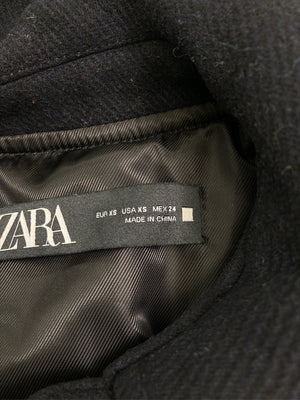 ZARA
EUR XS USA XS MEX 24
MADE IN CHINA